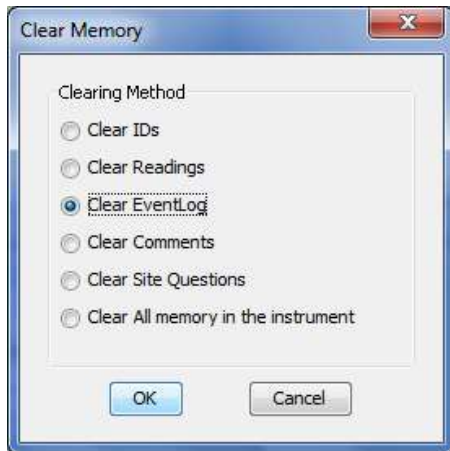 Clear Memory
Clearing Method
Clear IDs
Clear Readings
Clear EventLog
Clear Comments
Clear Site Questions
Clear All memory in the instrument
OK Cancel